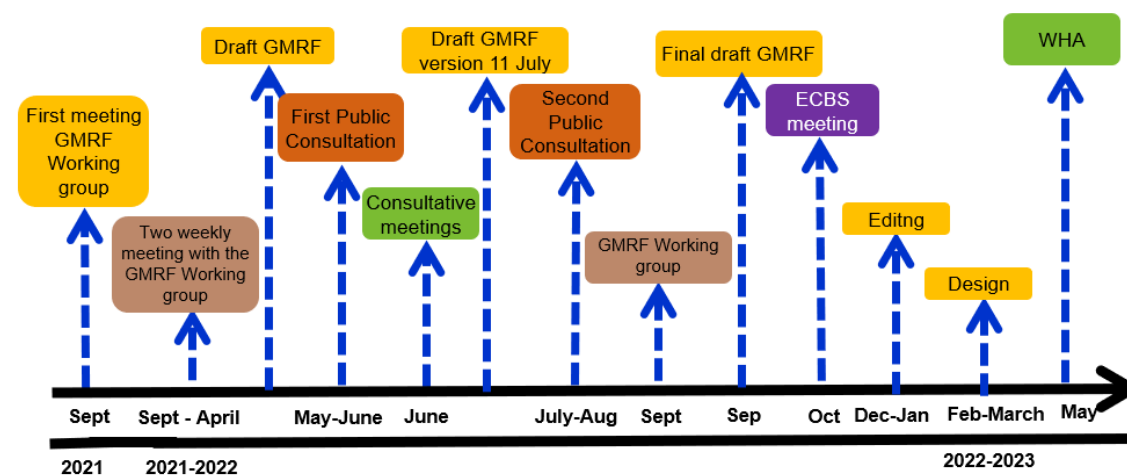 First meeting
GMRF
Working
group
Two weekly
meeting with the
GMRF Working
group
Draft GMRF
First Public
Consultation
Consultative
meetings
Draft GMRF
version 11 July
Second
Public
Consultation
GMRF Working
group
Final draft GMRF
ECBS
meeting
Editng
Design
WHA
Sept
Sept - April
May-June
June
July-Aug
Sept
Sep
Oct
Dec-Jan
Feb-March
May
2021
2021-2022
2022-2023